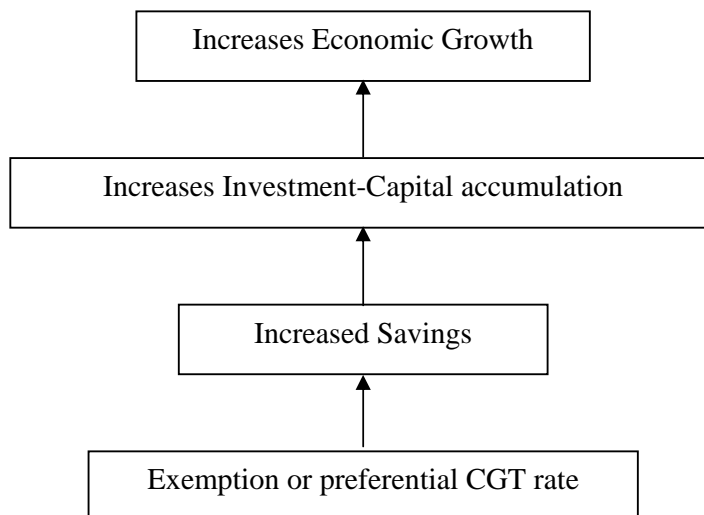 Increases Economic Growth
Increases Investment-Capital accumulation
Increased Savings
Exemption or preferential CGT rate